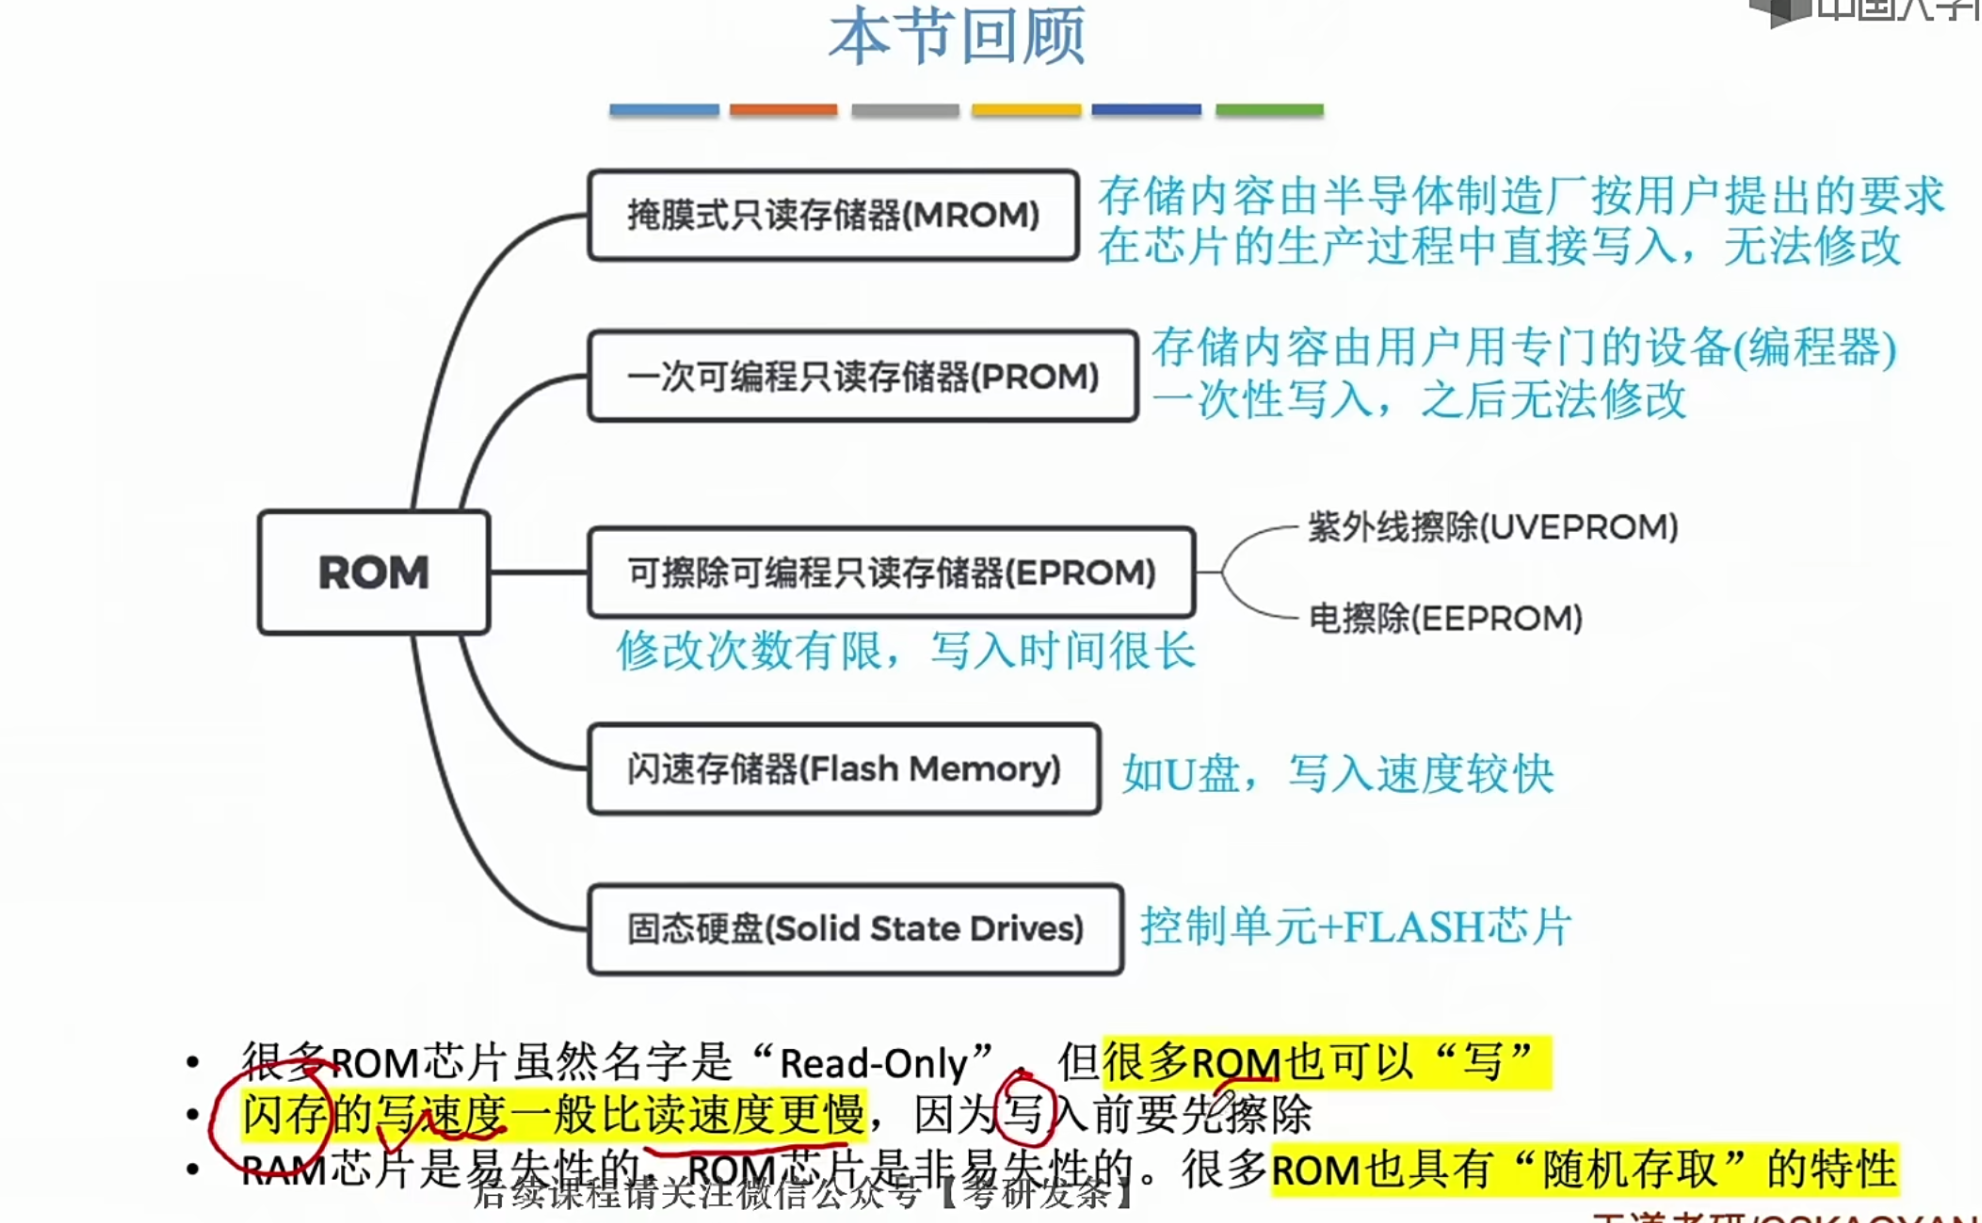 中国大学
本节回顾
掩膜式只读存储器(MROM)
存储内容由半导体制造厂按用户提出的要求
在芯片的生产过程中直接写入，无法修改
一次可编程只读存储器(PROM)
存储内容由用户用专门的设备(编程器)
一次性写入，之后无法修改
ROM
可擦除可编程只读存储器(EPROM)
紫外线擦除(UVEPROM)
电擦除(EEPROM)
修改次数有限，写入时间很长
闪速存储器(Flash Memory)
如U盘，写入速度较快
固态硬盘(Solid State Drives)
控制单元+FLASH芯片
• 很多ROM芯片虽然名字是“Read-Only”，但很多ROM也可以“写”
• 闪存的写速度一般比读速度更慢，因为写入前要先擦除
• RAM芯片是易失性的，ROM芯片是非易失性的。很多ROM也具有“随机存取”的特性
后续课程请关注微信公众号【考研发条】
王道考研/CSKAOYAN